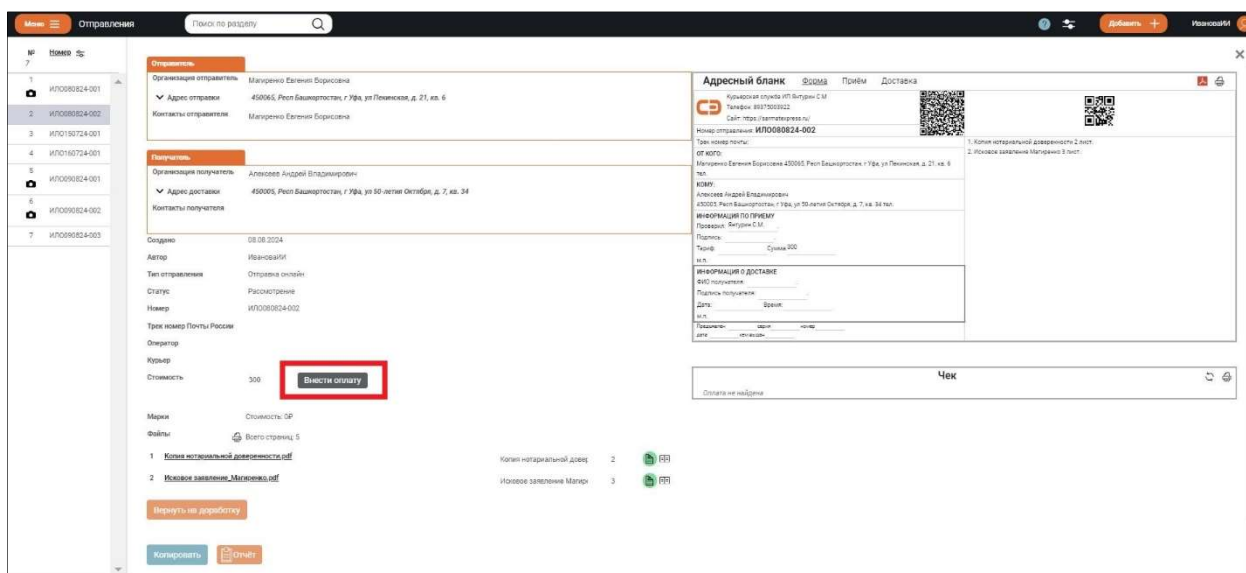 Меню Отправления Поиск по разделу ? Добавить + ИвановаИИ
№ Номер
7
1 ИЛО080824-001
2 ИЛО080824-002
3 ИЛО150724-001
4 ИЛО160724-001
5 ИЛО090824-001
6 ИЛО090824-002
7 ИЛО090824-003
Отправитель
Организация отправитель Магиренко Евгения Борисовна
Адрес отправки 450065, Респ Башкортостан, г Уфа, ул Пекинская, д. 21, кв. 6
Контакты отправителя Магиренко Евгения Борисовна
Получатель
Организация получатель Алексеев Андрей Владимирович
Адрес доставки 450005, Респ Башкортостан, г Уфа, ул 50-летия Октября, д. 7, кв. 34
Контакты получателя
Создано 08.08.2024
Автор ИвановаИИ
Тип отправления Отправка онлайн
Статус Рассмотрение
Номер ИЛО080824-002
Трек номер Почты России
Оператор
Курьер
Стоимость 300 Внести оплату
Марки Стоимость: 0₽
Файлы Всего страниц: 5
1 Копия нотариальной доверенности.pdf Копия нотариальной довер 2
2 Исковое заявление_Магиренко.pdf Исковое заявление Магир 3
Вернуть на доработку
Копировать Отчёт
Адресный бланк Форма Приём Доставка
Курьерская служба ИП Янтурин С.М
Телефон: 89375003922
Сайт: https://sarmatexpress.ru/
Номер отправления: ИЛО080824-002
Трек номер почты:
ОТ КОГО:
Магиренко Евгения Борисовна 450065, Респ Башкортостан, г Уфа, ул Пекинская, д. 21, кв. 6
тел.
КОМУ:
Алексеев Андрей Владимирович
450005, Респ Башкортостан, г Уфа, ул 50-летия Октября, д. 7, кв. 34 тел.
ИНФОРМАЦИЯ ПО ПРИЕМУ
Проверил: Янтурин С.М.
Подпись:
Тариф Сумма 300
М.П.
ИНФОРМАЦИЯ О ДОСТАВКЕ
ФИО получателя:
Подпись получателя:
Дата: Время:
М.П.
Предъявлен серия номер
дата кем выдан
1. Копия нотариальной доверенности 2 лист.
2. Исковое заявление Магиренко 3 лист.
Чек
Оплата не найдена